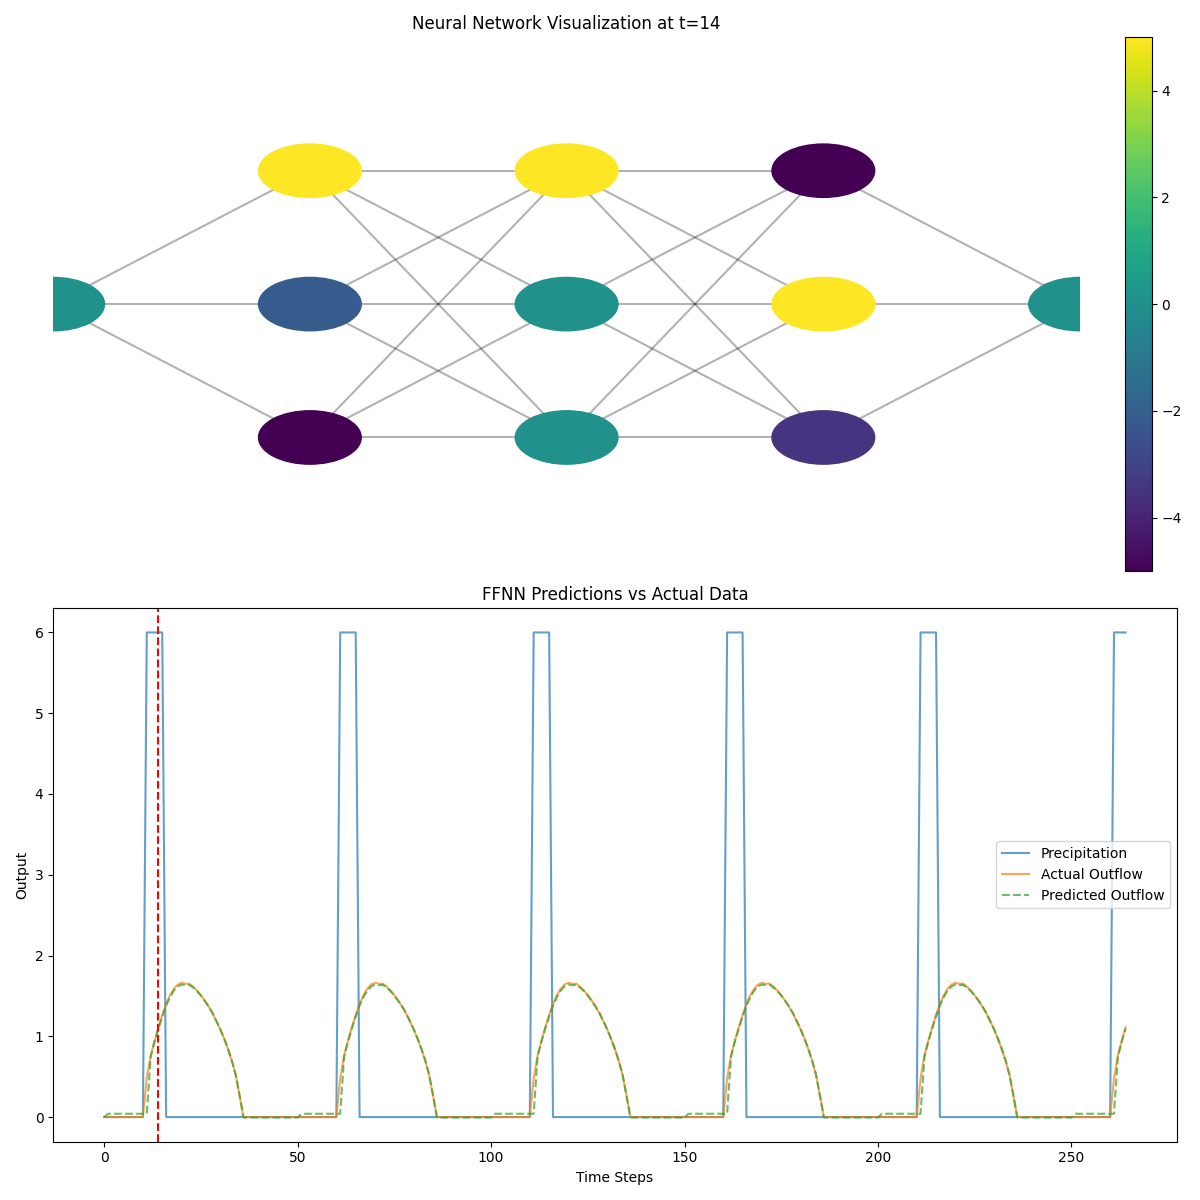 Neural Network Visualization at t=14
4
2
0
−2
−4
FFNN Predictions vs Actual Data
6
5
4
3
2
1
0
Output
Precipitation
Actual Outflow
Predicted Outflow
0 50 100 150 200 250
Time Steps